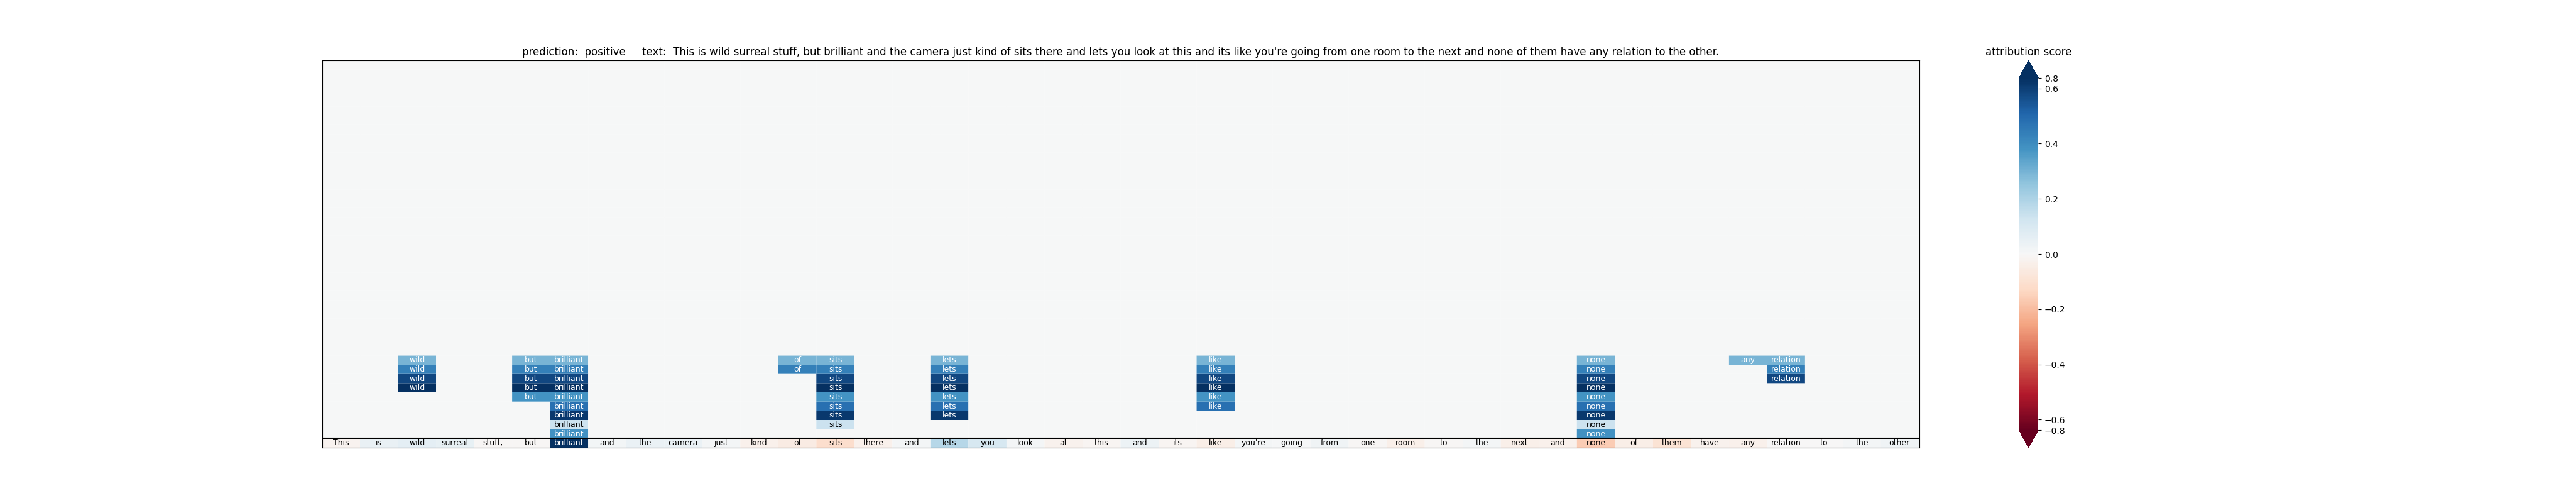 prediction:  positive     text:  This is wild surreal stuff, but brilliant and the camera just kind of sits there and lets you look at this and its like you're going from one room to the next and none of them have any relation to the other.
attribution score
0.8
0.6
0.4
0.2
0.0
−0.2
−0.4
−0.6
−0.8
wild but brilliant of sits lets like none any relation
wild but brilliant of sits lets like none relation
wild but brilliant sits lets like none relation
wild but brilliant sits lets like none
but brilliant sits lets like none
brilliant sits lets like none
brilliant sits lets none
brilliant sits none
brilliant none
This is wild surreal stuff, but brilliant and the camera just kind of sits there and lets you look at this and its like you're going from one room to the next and none of them have any relation to the other.